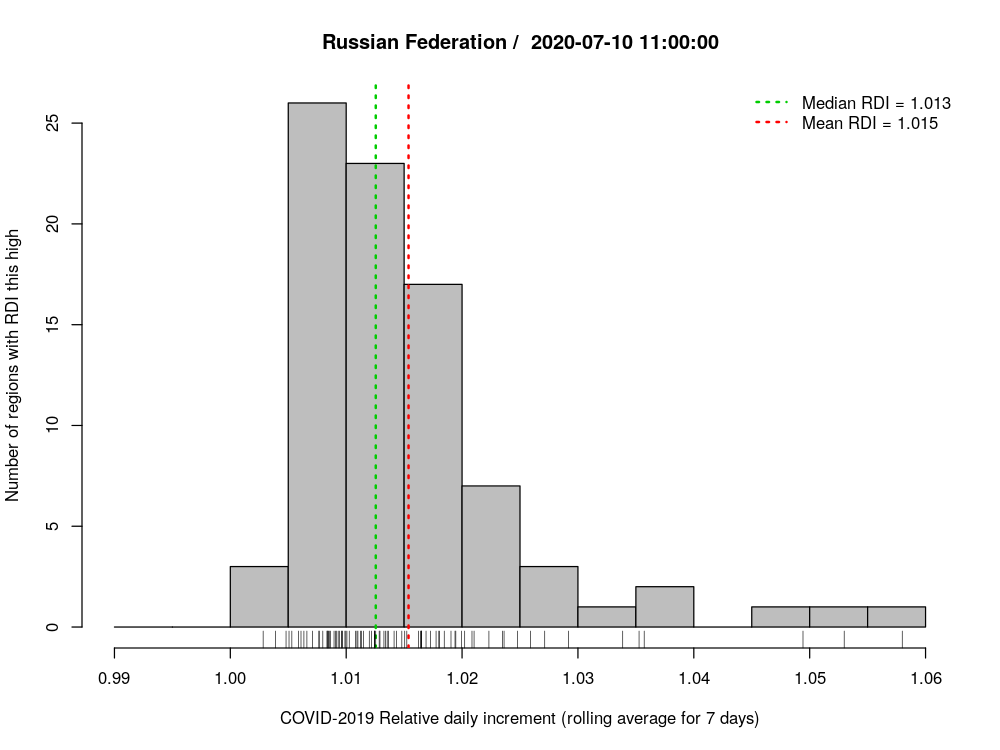 Russian Federation /  2020-07-10 11:00:00
Median RDI = 1.013
Mean RDI = 1.015
Number of regions with RDI this high
25
20
15
10
5
0
0.99 1.00 1.01 1.02 1.03 1.04 1.05 1.06
COVID-2019 Relative daily increment (rolling average for 7 days)